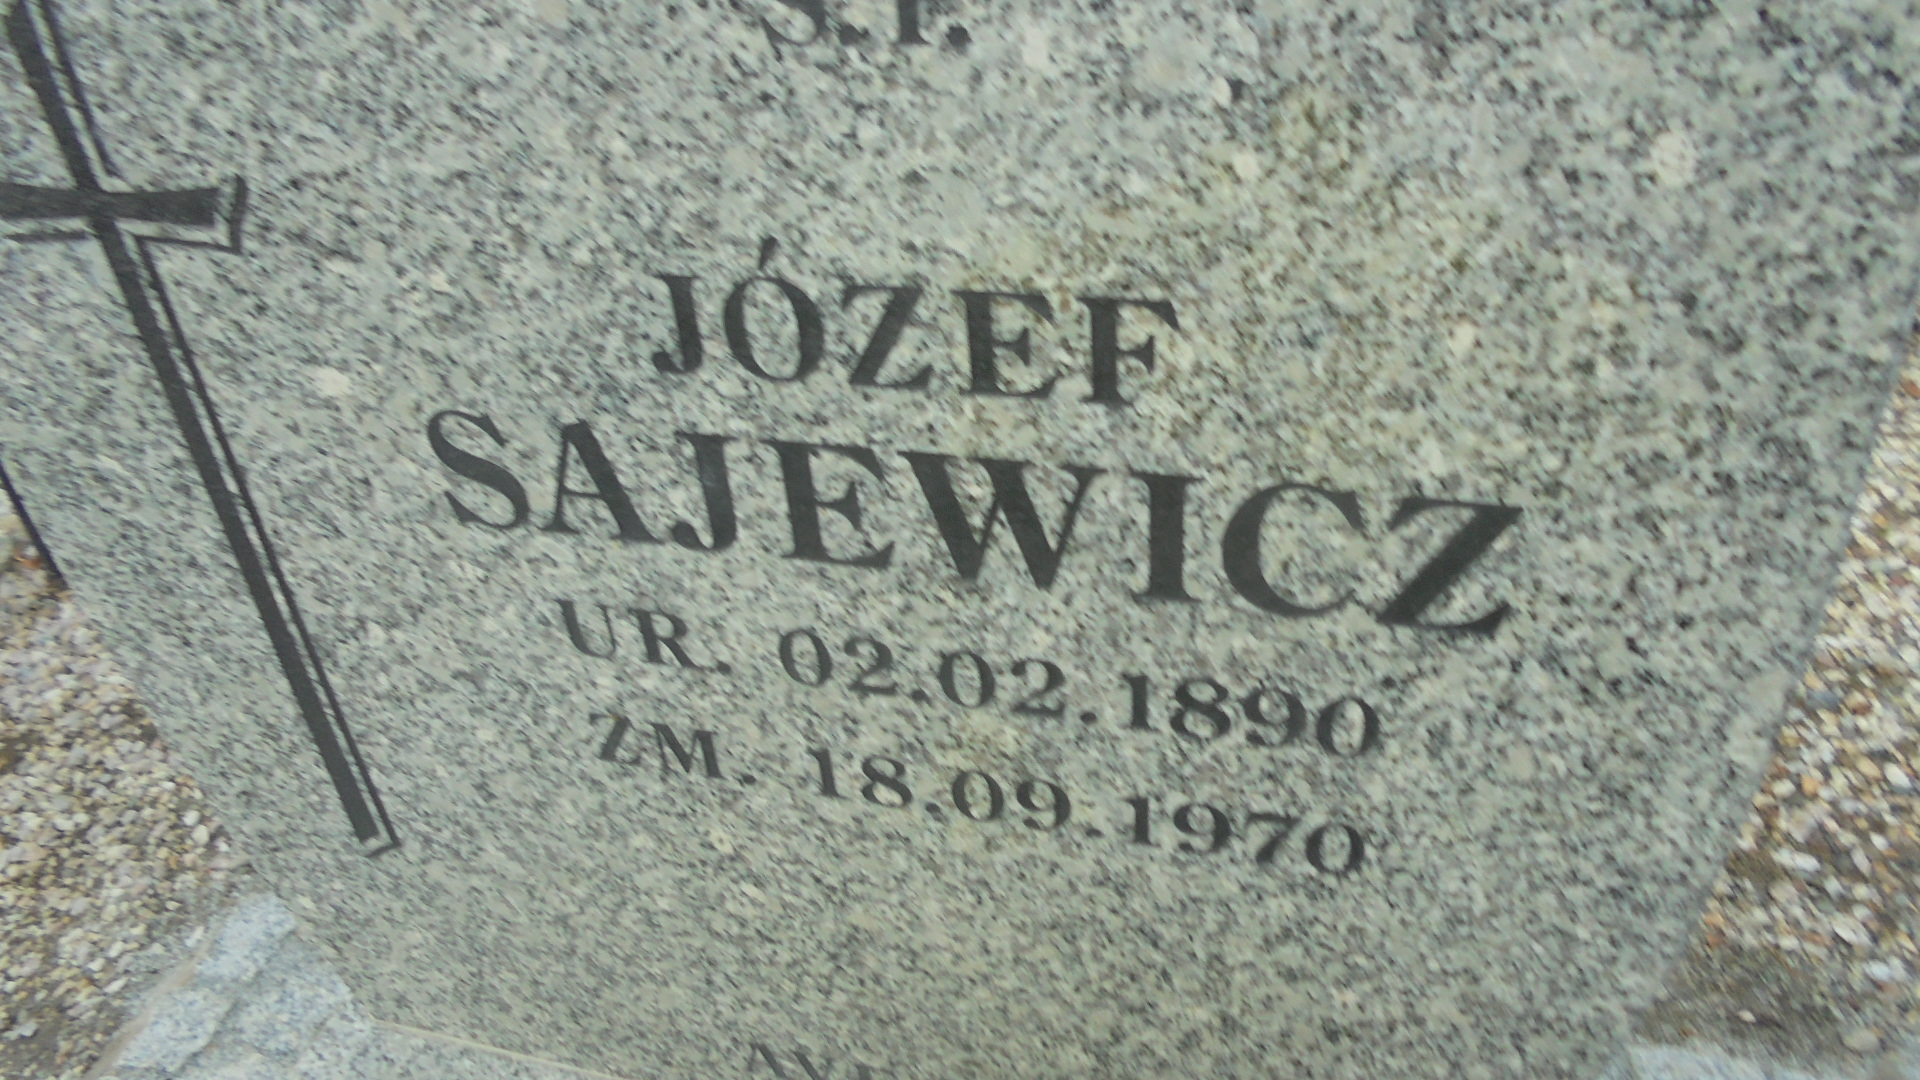 Ś.P.
JÓZEF
SAJEWICZ
UR. 02.02.1890
ZM. 18.09.1970